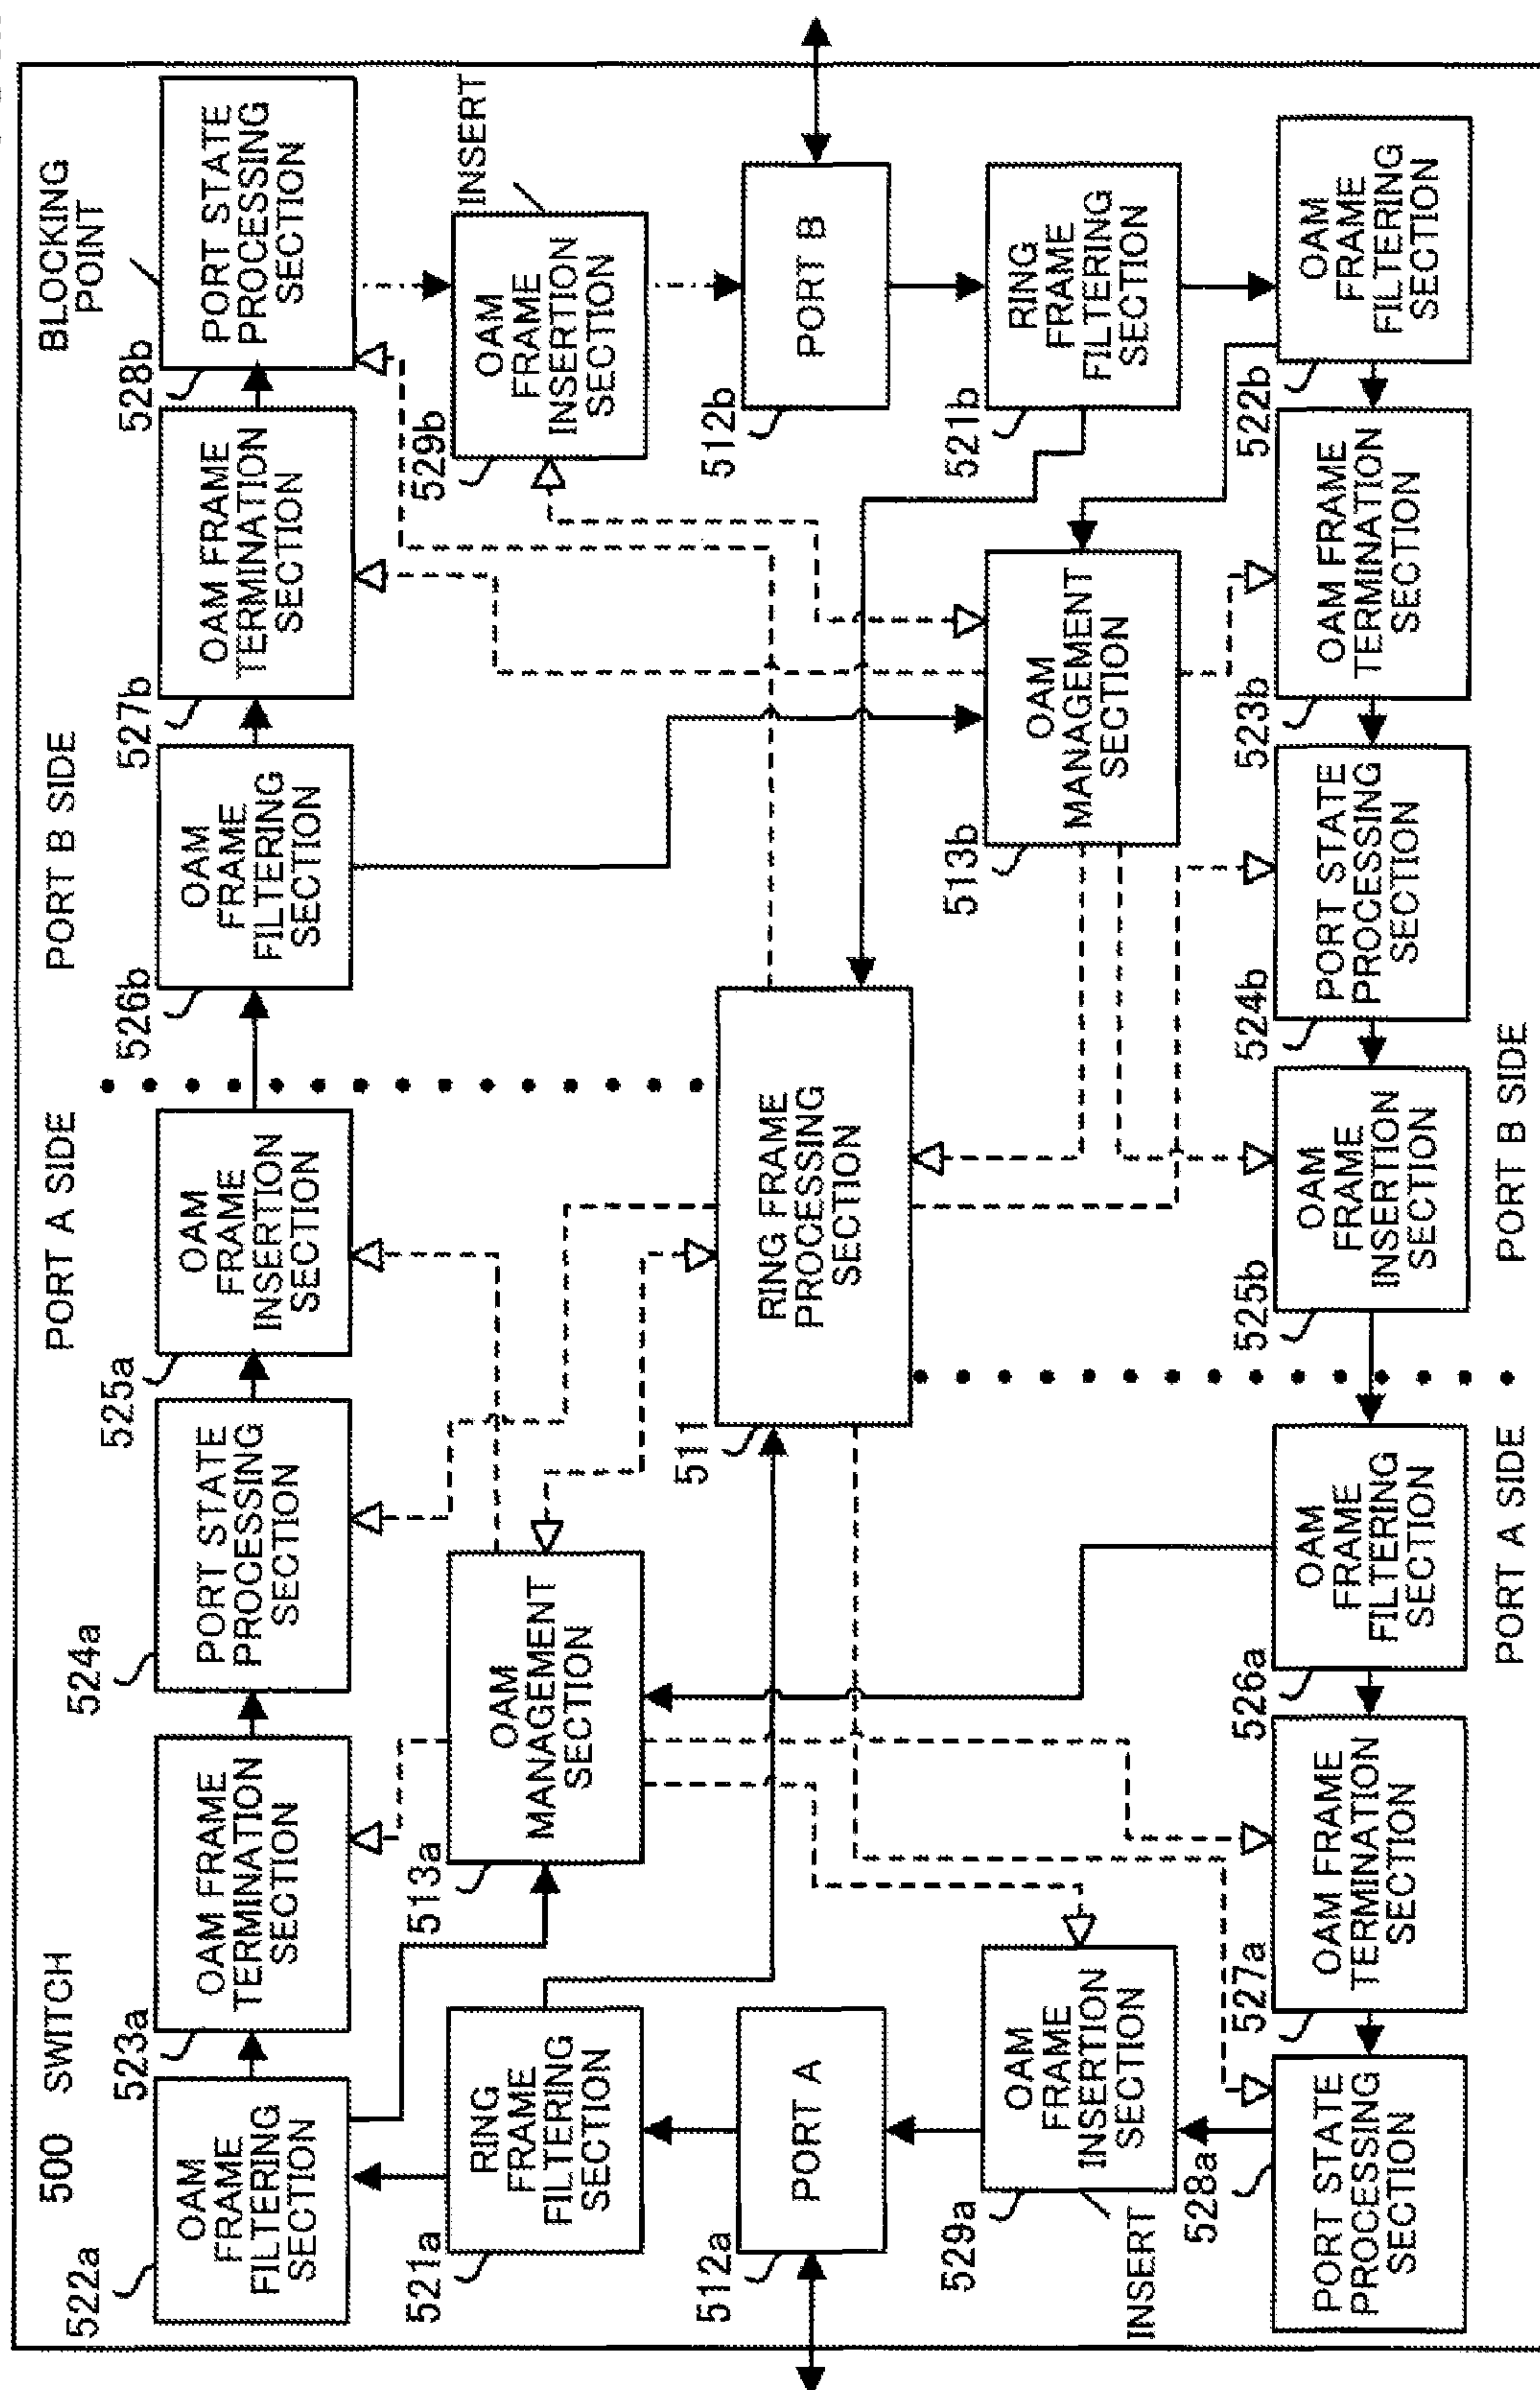 500 SWITCH
PORT A SIDE
PORT B SIDE
BLOCKING
POINT
522a
OAM
FRAME
FILTERING
SECTION
523a
OAM FRAME
TERMINATION
SECTION
524a
PORT STATE
PROCESSING
SECTION
525a
OAM
FRAME
INSERTION
SECTION
526b
OAM
FRAME
FILTERING
SECTION
527b
OAM FRAME
TERMINATION
SECTION
528b
PORT STATE
PROCESSING
SECTION
521a
RING
FRAME
FILTERING
SECTION
513a
OAM
MANAGEMENT
SECTION
529b
OAM
FRAME
INSERTION
SECTION
INSERT
512a
PORT A
511
RING FRAME
PROCESSING
SECTION
512b
PORT B
529a
OAM
FRAME
INSERTION
SECTION
INSERT
513b
OAM
MANAGEMENT
SECTION
521b
RING
FRAME
FILTERING
SECTION
528a
PORT STATE
PROCESSING
SECTION
527a
OAM FRAME
TERMINATION
SECTION
526a
OAM
FRAME
FILTERING
SECTION
525b
OAM
FRAME
INSERTION
SECTION
524b
PORT STATE
PROCESSING
SECTION
523b
OAM FRAME
TERMINATION
SECTION
522b
OAM
FRAME
FILTERING
SECTION
PORT A SIDE
PORT B SIDE